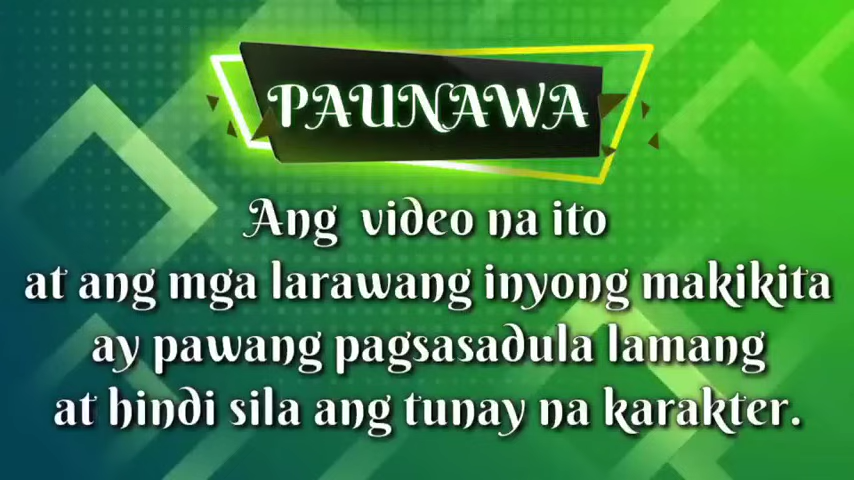 PAUNAWA
Ang video na ito
at ang mga larawang inyong makikita
ay pawang pagsasadula lamang
at hindi sila ang tunay na karakter.